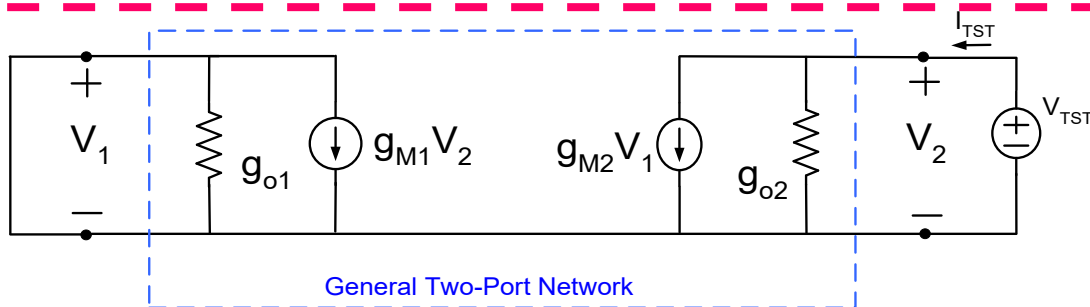 I_TST
+
+
V_TST
+
−
V_1
g_o1
g_M1V_2
g_M2V_1
g_o2
V_2
−
−
General Two-Port Network